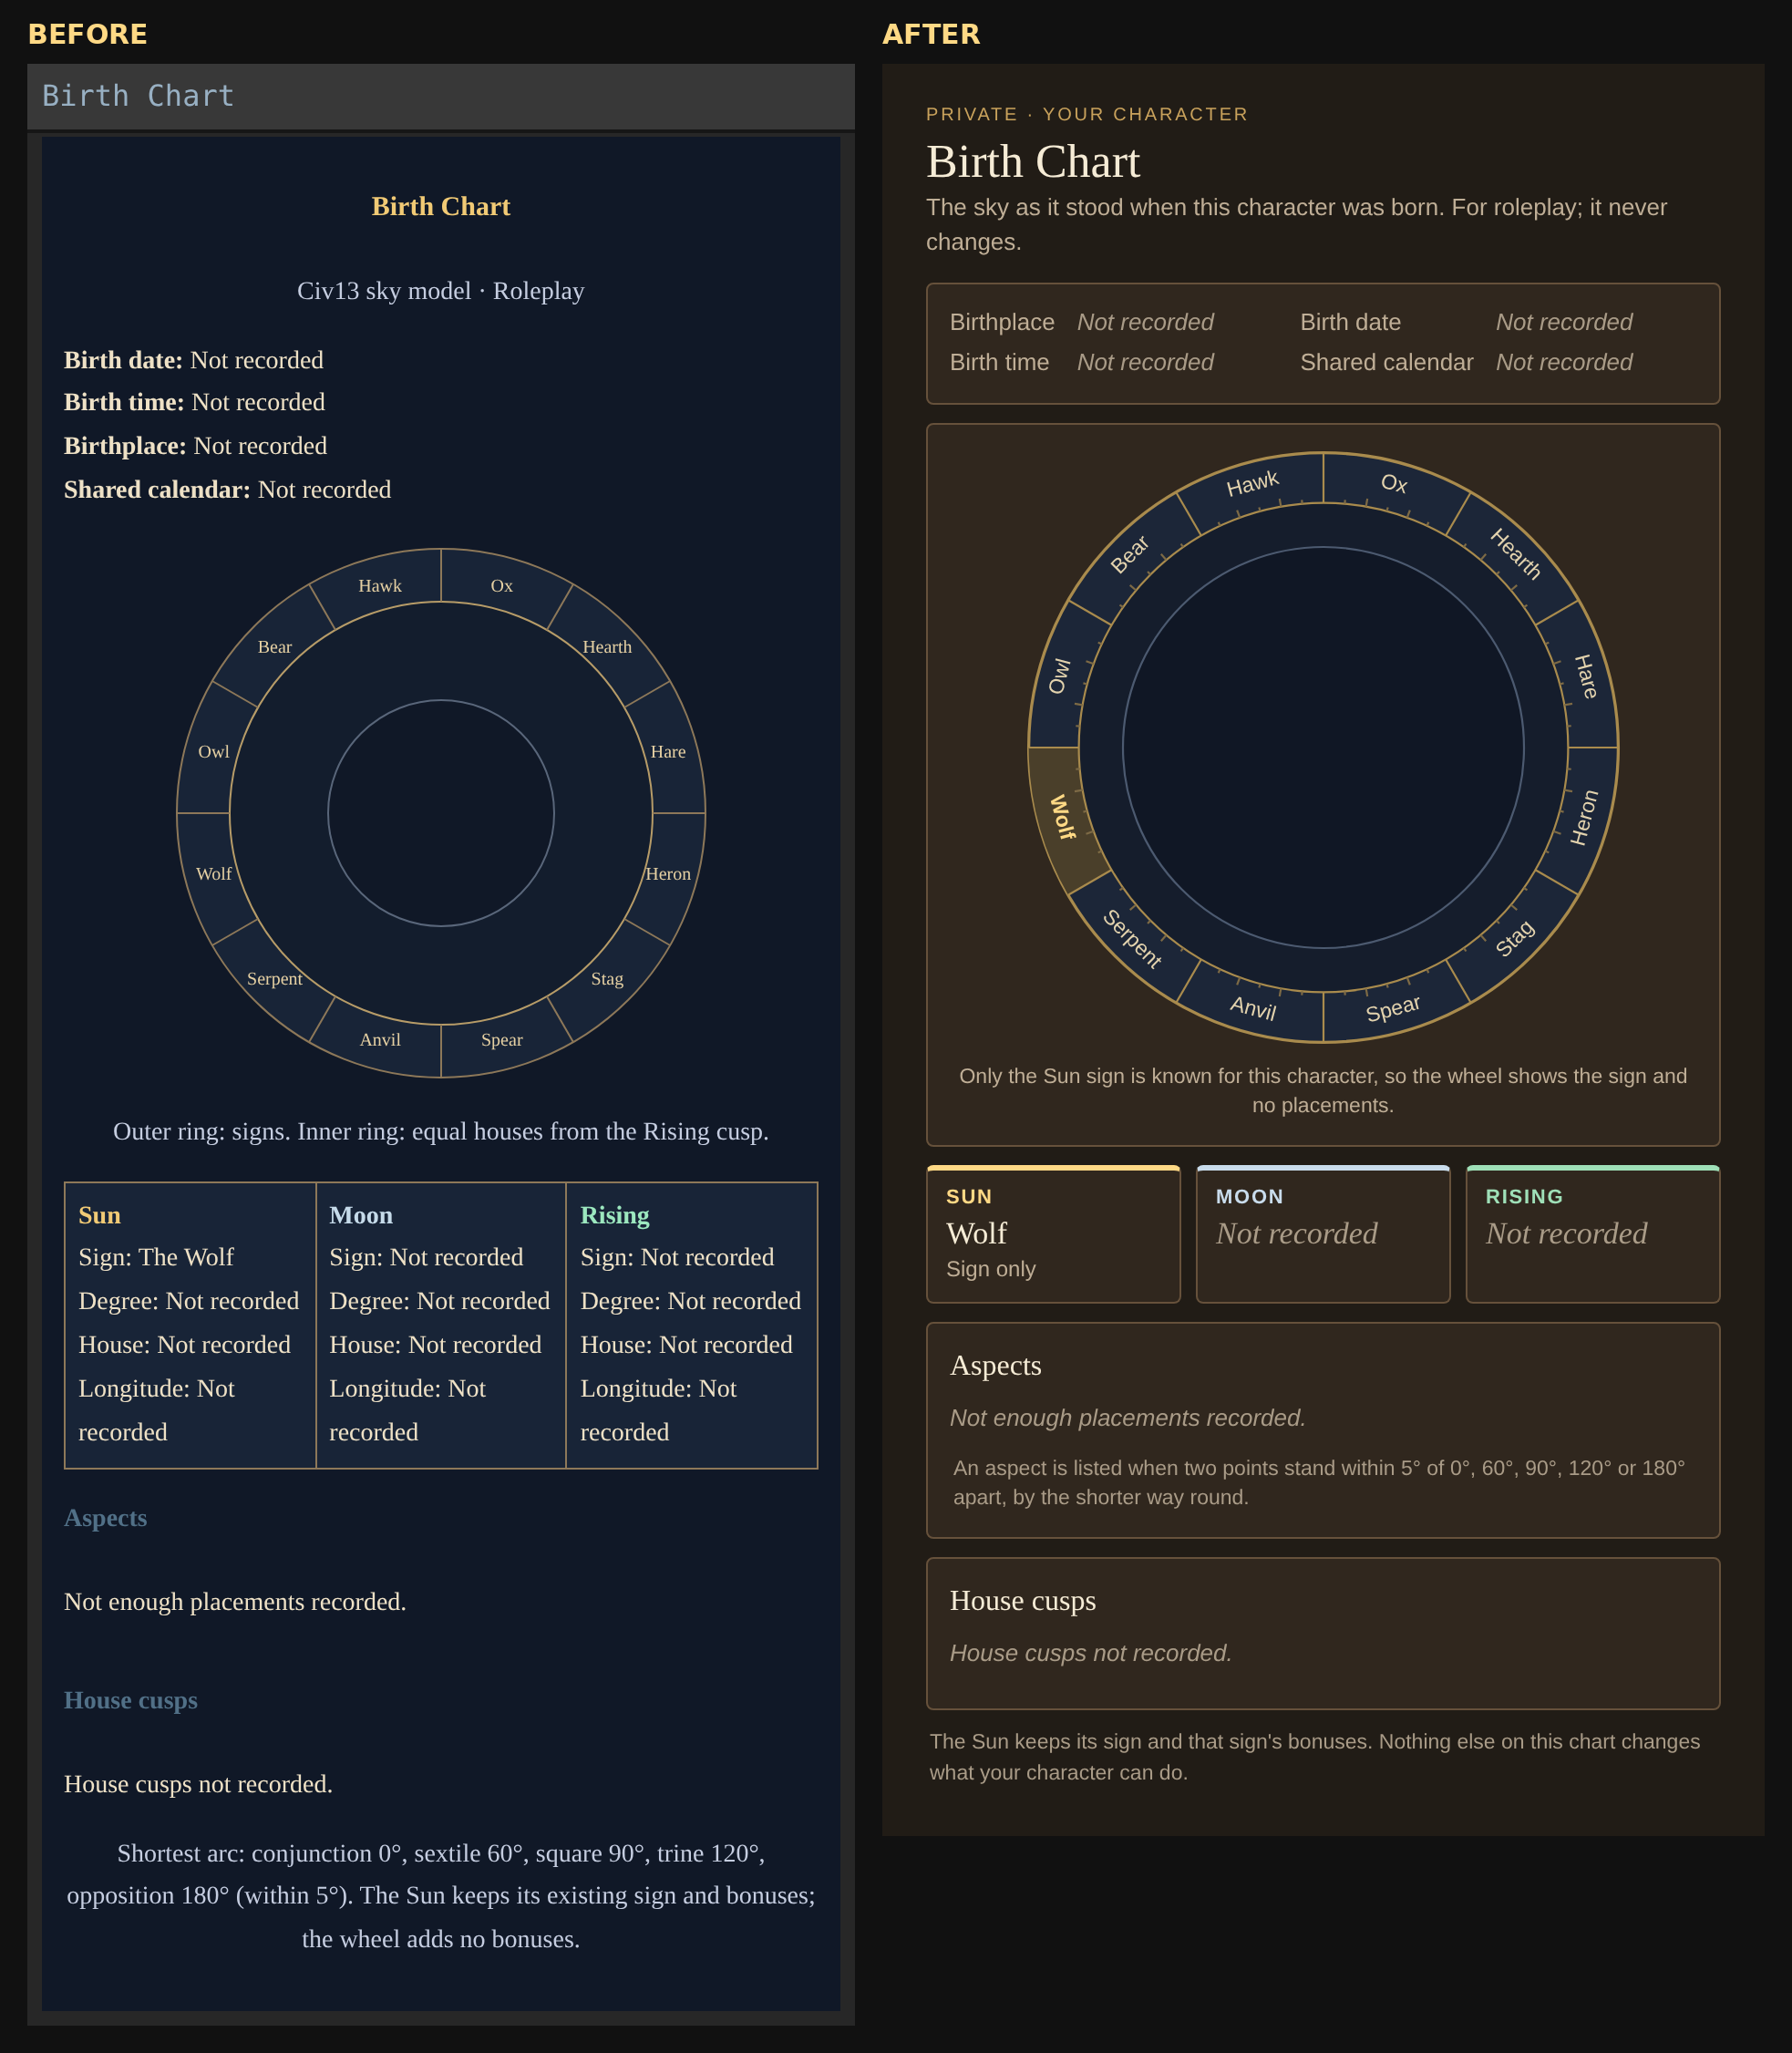 BEFORE
Birth Chart
Birth Chart
Civ13 sky model · Roleplay
Birth date: Not recorded
Birth time: Not recorded
Birthplace: Not recorded
Shared calendar: Not recorded
Hawk
Ox
Bear
Hearth
Owl
Hare
Wolf
Heron
Serpent
Stag
Anvil
Spear
Outer ring: signs. Inner ring: equal houses from the Rising cusp.
Sun
Sign: The Wolf
Degree: Not recorded
House: Not recorded
Longitude: Not
recorded
Moon
Sign: Not recorded
Degree: Not recorded
House: Not recorded
Longitude: Not
recorded
Rising
Sign: Not recorded
Degree: Not recorded
House: Not recorded
Longitude: Not
recorded
Aspects
Not enough placements recorded.
House cusps
House cusps not recorded.
Shortest arc: conjunction 0°, sextile 60°, square 90°, trine 120°,
opposition 180° (within 5°). The Sun keeps its existing sign and bonuses;
the wheel adds no bonuses.
AFTER
PRIVATE · YOUR CHARACTER
Birth Chart
The sky as it stood when this character was born. For roleplay; it never
changes.
Birthplace Not recorded Birth date Not recorded
Birth time Not recorded Shared calendar Not recorded
Hawk
Ox
Bear
Hearth
Owl
Hare
Wolf
Heron
Serpent
Stag
Anvil
Spear
Only the Sun sign is known for this character, so the wheel shows the sign and
no placements.
SUN
Wolf
Sign only
MOON
Not recorded
RISING
Not recorded
Aspects
Not enough placements recorded.
An aspect is listed when two points stand within 5° of 0°, 60°, 90°, 120° or 180°
apart, by the shorter way round.
House cusps
House cusps not recorded.
The Sun keeps its sign and that sign's bonuses. Nothing else on this chart changes
what your character can do.